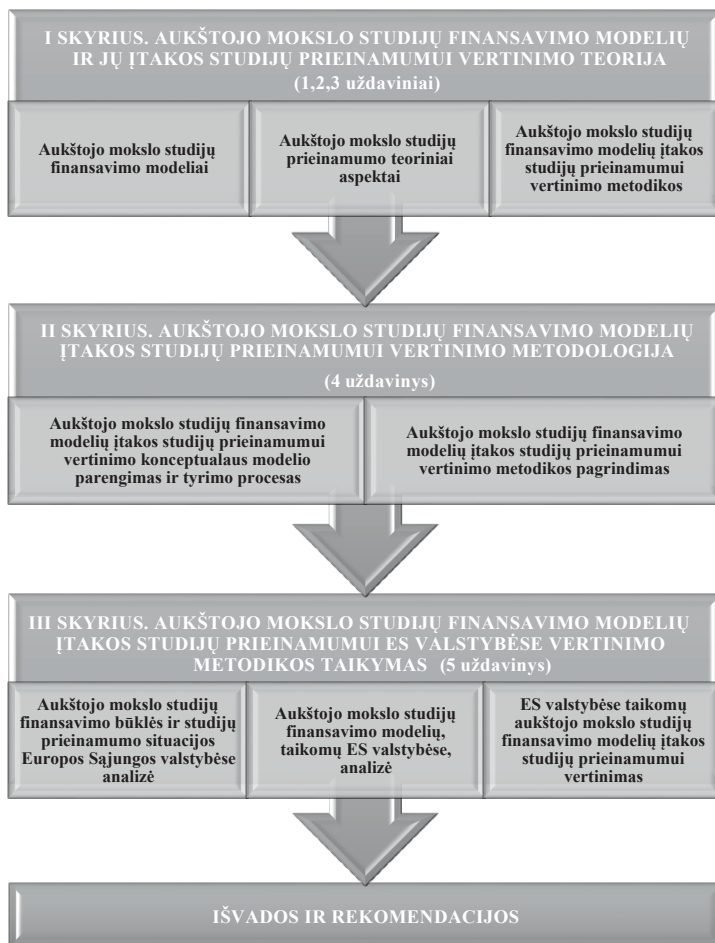 I SKYRIUS. AUKŠTOJO MOKSLO STUDIJŲ FINANSAVIMO MODELIŲ
IR JŲ ĮTAKOS STUDIJŲ PRIEINAMUMUI VERTINIMO TEORIJA
(1,2,3 uždaviniai)
Aukštojo mokslo studijų
finansavimo modeliai
Aukštojo mokslo studijų
prieinamumo teoriniai
aspektai
Aukštojo mokslo studijų
finansavimo modelių įtakos
studijų prieinamumui
vertinimo metodikos
II SKYRIUS. AUKŠTOJO MOKSLO STUDIJŲ FINANSAVIMO MODELIŲ
ĮTAKOS STUDIJŲ PRIEINAMUMUI VERTINIMO METODOLOGIJA
(4 uždavinys)
Aukštojo mokslo studijų finansavimo
modelių įtakos studijų prieinamumui
vertinimo konceptualaus modelio
parengimas ir tyrimo procesas
Aukštojo mokslo studijų finansavimo
modelių įtakos studijų prieinamumui
vertinimo metodikos pagrindimas
III SKYRIUS. AUKŠTOJO MOKSLO STUDIJŲ FINANSAVIMO MODELIŲ
ĮTAKOS STUDIJŲ PRIEINAMUMUI ES VALSTYBĖSE VERTINIMO
METODIKOS TAIKYMAS (5 uždavinys)
Aukštojo mokslo studijų
finansavimo būklės ir studijų
prieinamumo situacijos
Europos Sąjungos valstybėse
analizė
Aukštojo mokslo studijų
finansavimo modelių,
taikomų ES valstybėse,
analizė
ES valstybėse taikomų
aukštojo mokslo studijų
finansavimo modelių įtakos
studijų prieinamumui
vertinimas
IŠVADOS IR REKOMENDACIJOS